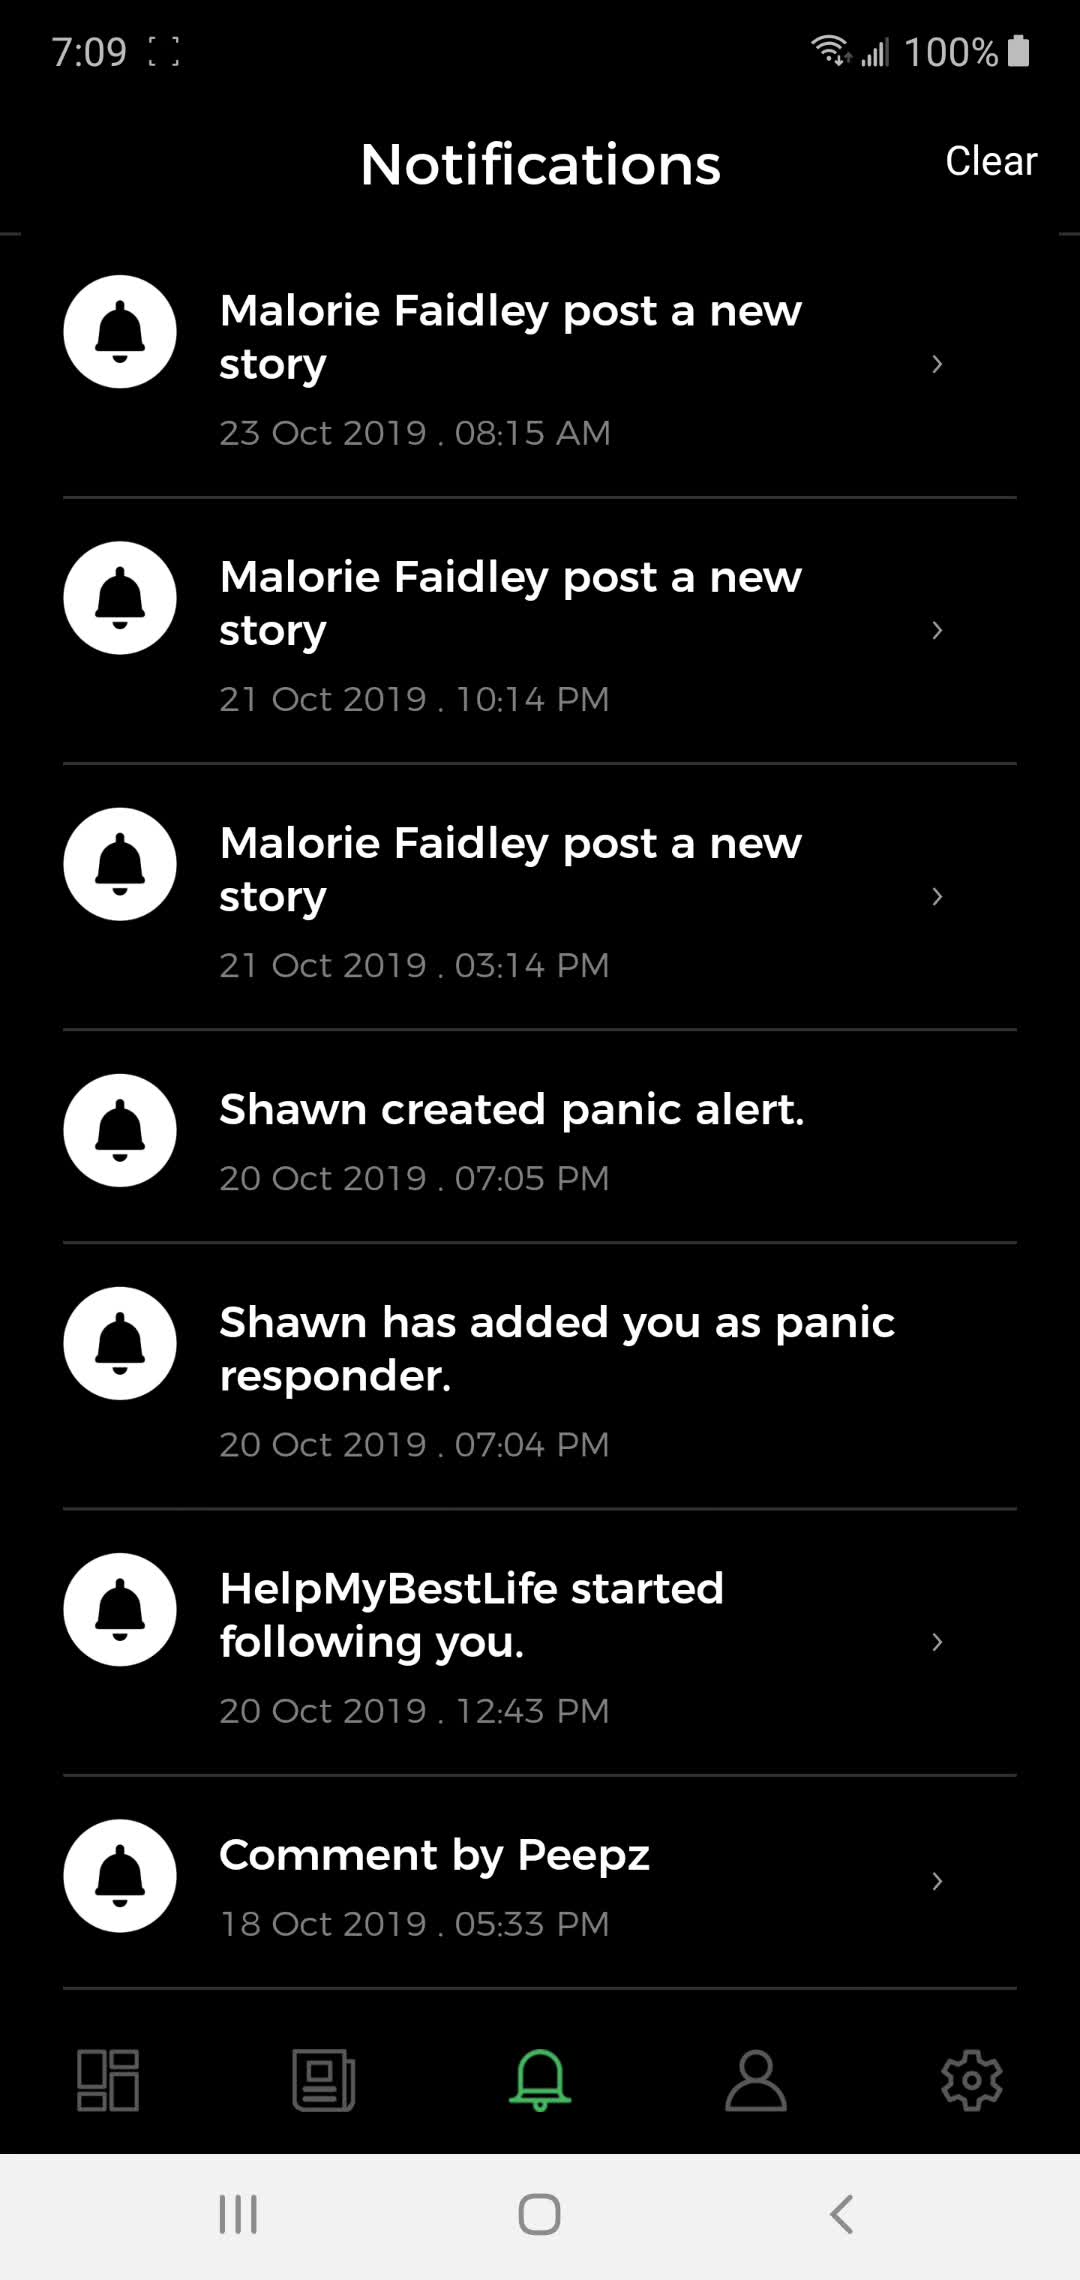 7:09 100%
Notifications Clear
Malorie Faidley post a new
story
23 Oct 2019 . 08:15 AM
Malorie Faidley post a new
story
21 Oct 2019 . 10:14 PM
Malorie Faidley post a new
story
21 Oct 2019 . 03:14 PM
Shawn created panic alert.
20 Oct 2019 . 07:05 PM
Shawn has added you as panic
responder.
20 Oct 2019 . 07:04 PM
HelpMyBestLife started
following you.
20 Oct 2019 . 12:43 PM
Comment by Peepz
18 Oct 2019 . 05:33 PM